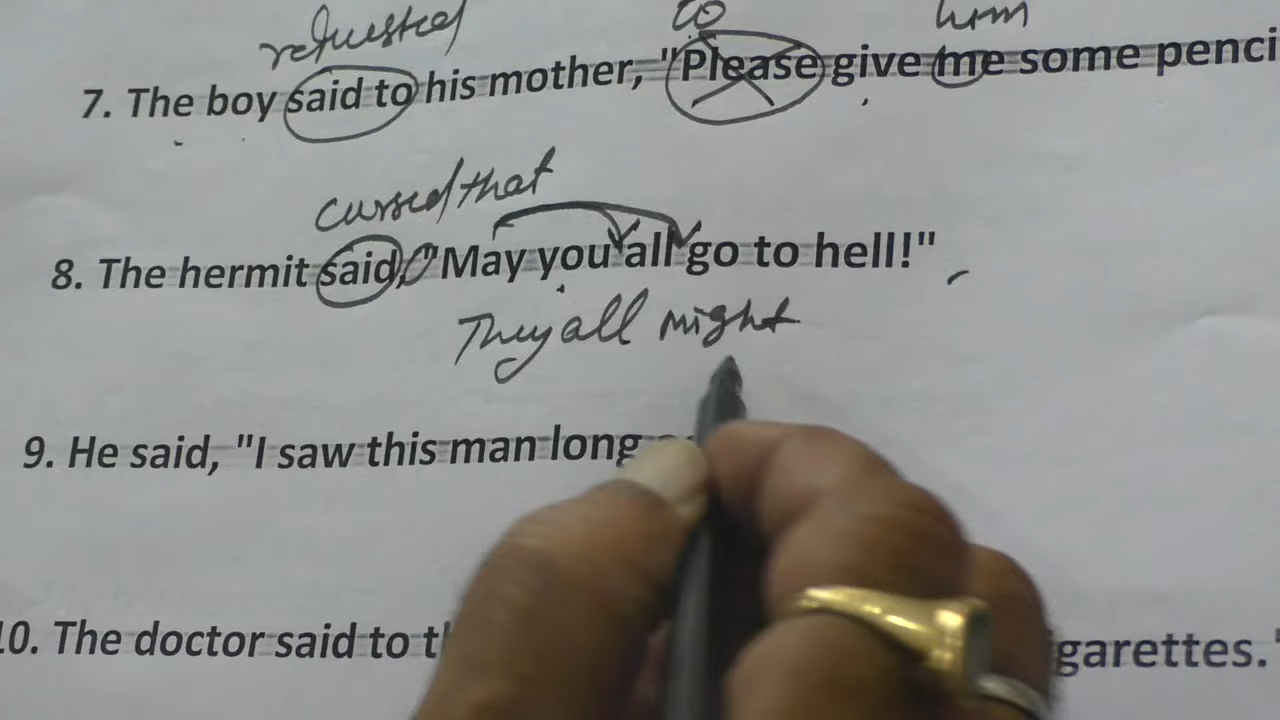 requested to him
7. The boy said to his mother, "Please give me some penci
cursed that
8. The hermit said, "May you all go to hell!"
They all might
9. He said, "I saw this man long
10. The doctor said to t garettes."